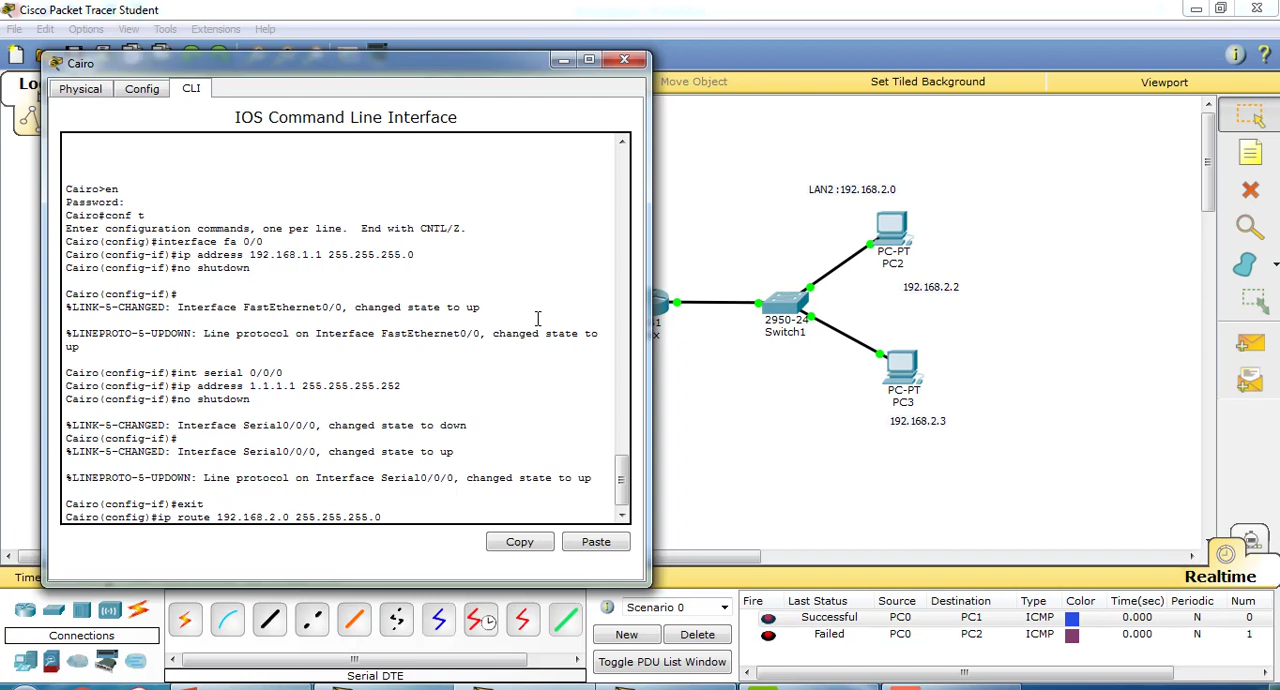 Cisco Packet Tracer Student
File Edit Options View Tools Extensions Help
Move Object Set Tiled Background Viewport
Cairo
Physical Config CLI
IOS Command Line Interface
Cairo>en
Password:
Cairo#conf t
Enter configuration commands, one per line.  End with CNTL/Z.
Cairo(config)#interface fa 0/0
Cairo(config-if)#ip address 192.168.1.1 255.255.255.0
Cairo(config-if)#no shutdown
Cairo(config-if)#
%LINK-5-CHANGED: Interface FastEthernet0/0, changed state to up
%LINEPROTO-5-UPDOWN: Line protocol on Interface FastEthernet0/0, changed state to
up
Cairo(config-if)#int serial 0/0/0
Cairo(config-if)#ip address 1.1.1.1 255.255.255.252
Cairo(config-if)#no shutdown
%LINK-5-CHANGED: Interface Serial0/0/0, changed state to down
Cairo(config-if)#
%LINK-5-CHANGED: Interface Serial0/0/0, changed state to up
%LINEPROTO-5-UPDOWN: Line protocol on Interface Serial0/0/0, changed state to up
Cairo(config-if)#exit
Cairo(config)#ip route 192.168.2.0 255.255.255.0
Copy Paste
LAN2 :192.168.2.0
PC-PT
PC2
192.168.2.2
2950-24
Switch1
PC-PT
PC3
192.168.2.3
Realtime
Connections
Serial DTE
Scenario 0
New Delete
Toggle PDU List Window
Fire Last Status Source Destination Type Color Time(sec) Periodic Num
Successful PC0 PC1 ICMP 0.000 N 0
Failed PC0 PC2 ICMP 0.000 N 1